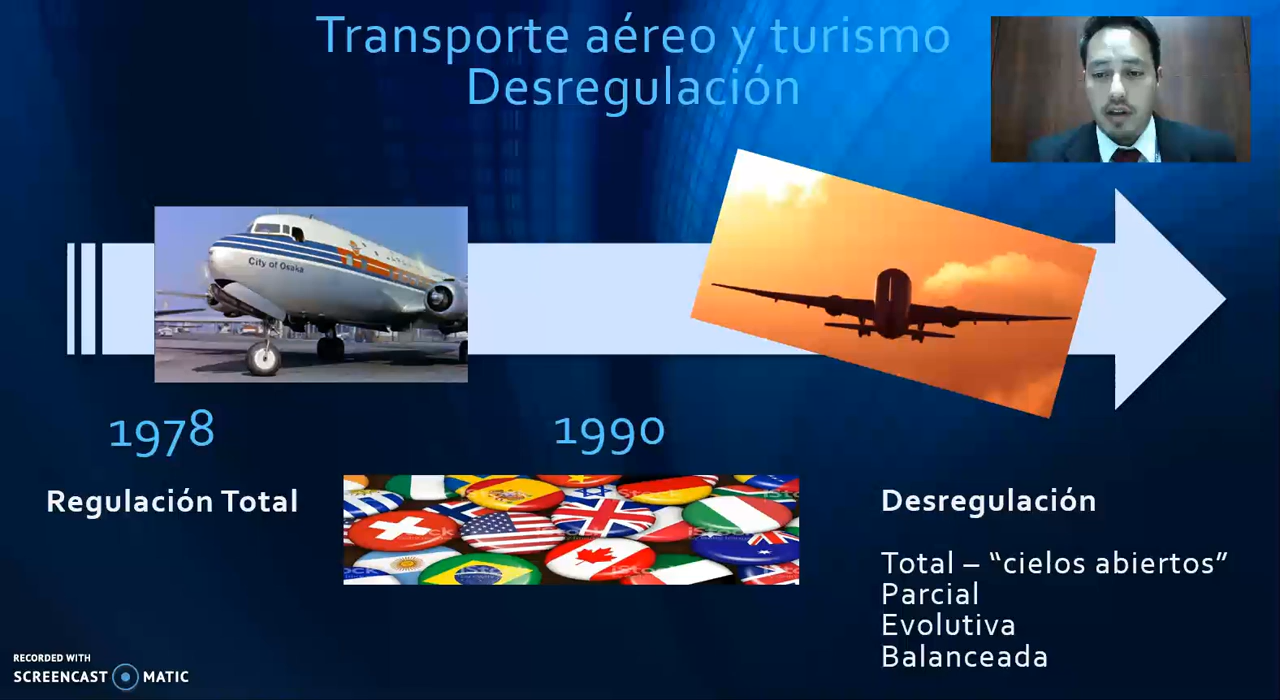 Transporte aéreo y turismo
Desregulación
City of Osaka
1978
1990
Regulación Total
Desregulación
Total – “cielos abiertos”
Parcial
Evolutiva
Balanceada
RECORDED WITH
SCREENCAST MATIC